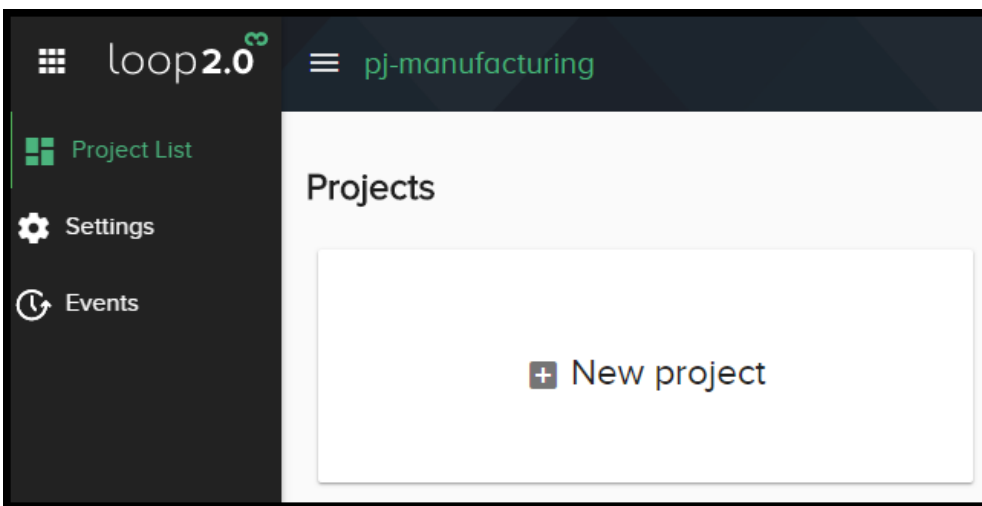 loop2.0
pj-manufacturing
Project List
Settings
Events
Projects
New project